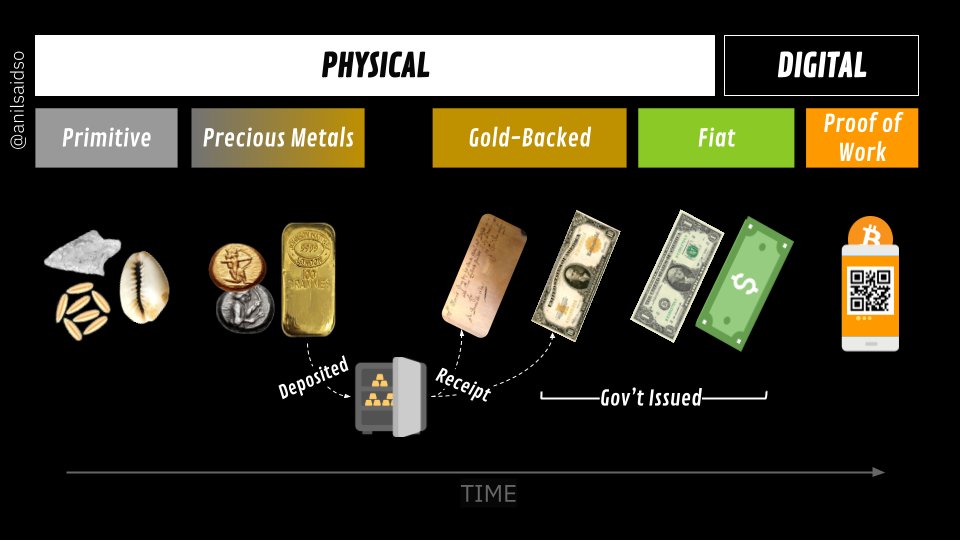 @anilsaidso
PHYSICAL
DIGITAL
Primitive
Precious Metals
Gold-Backed
Fiat
Proof of
Work
Deposited
Receipt
Gov't Issued
TIME